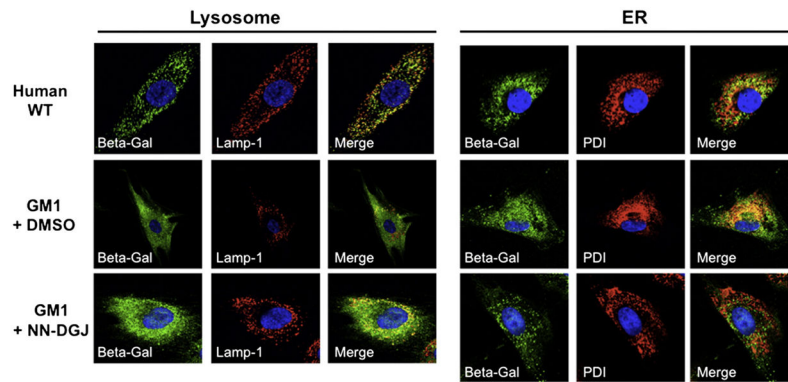 Lysosome ER
Human
WT
Beta-Gal Lamp-1 Merge Beta-Gal PDI Merge
GM1
+ DMSO
Beta-Gal Lamp-1 Merge Beta-Gal PDI Merge
GM1
+ NN-DGJ
Beta-Gal Lamp-1 Merge Beta-Gal PDI Merge